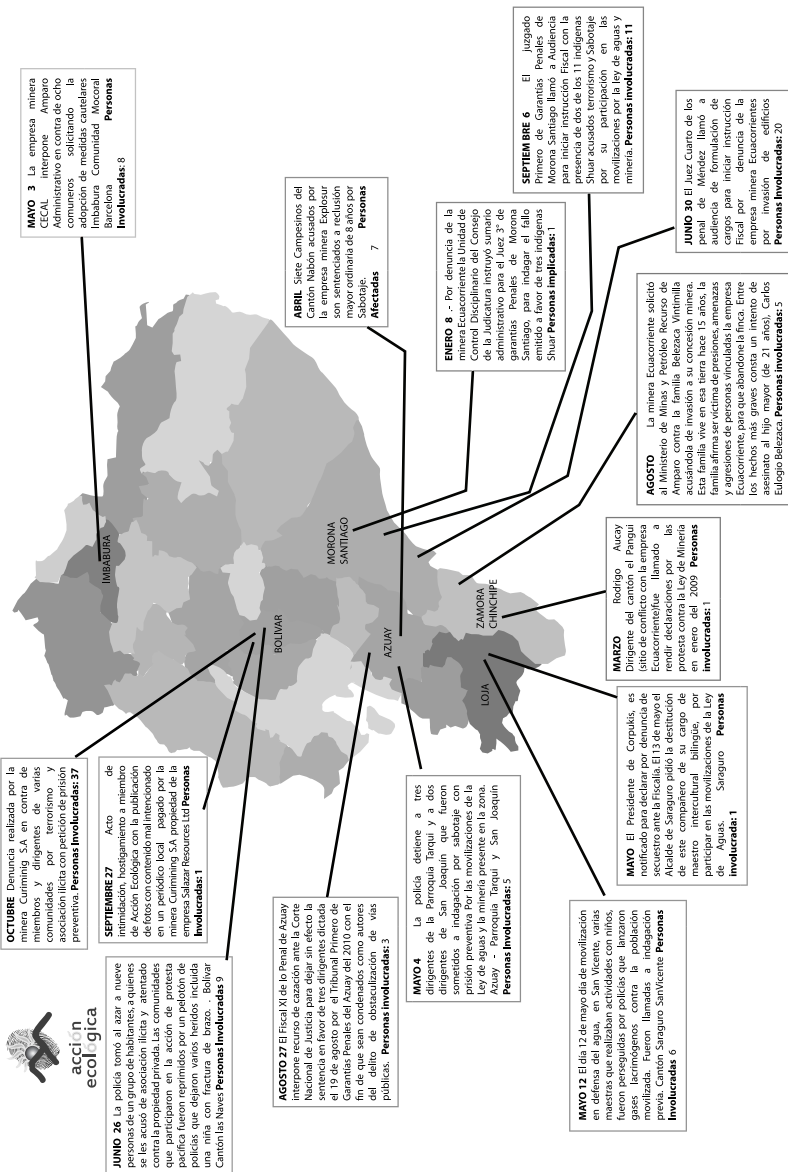 acción
ecológica
JUNIO 26 La policía tomó al azar a nueve
personas de un grupo de habitantes, a quienes
se les acusó de asociación ilícita y atentado
contra la propiedad privada. Las comunidades
que participaron en la acción de protesta
pacífica fueron reprimidos por un pelotón de
policías que dejaron varios heridos incluida
una niña con fractura de brazo. . Bolívar
Cantón las Naves Personas Involucradas 9
OCTUBRE Denuncia realizada por la
minera Curiminig S.A en contra de
miembros y dirigentes de varias
comunidades por terrorismo y
asociación ilícita con petición de prisión
preventiva. Personas Involucradas: 37
SEPTIEMBRE 27 Acto de
intimidación, hostigamiento a miembro
de Acción Ecológica con la publicación
de fotos con contenido mal intencionado
en un periódico local pagado por la
minera Curimining S.A propiedad de la
empresa Salazar Resources Ltd Personas
Involucradas: 1
MAYO 3 La empresa minera
CECAL interpone Amparo
Administrativo en contra de ocho
comuneros solicitando la
adopción de medidas cautelares
Imbabura Comunidad Mocoral
Barcelona Personas
Involucradas: 8
IMBABURA
BOLIVAR
MORONA
SANTIAGO
AZUAY
ZAMORA
CHINCHIPE
LOJA
ABRIL Siete Campesinos del
Cantón Nabón acusados por
la empresa minera Explosur
son sentenciados a reclusión
mayor ordinaria de 8 años por
Sabotaje. Personas
Afectadas 7
AGOSTO 27 El Fiscal XI de lo Penal de Azuay
interpone recurso de cazación ante la Corte
Nacional de Justicia para dejar sin efecto la
sentencia en favor de tres dirigentes dictada
el 19 de agosto por el Tribunal Primero de
Garantías Penales del Azuay del 2010 con el
fin de que sean condenados como autores
del delito de obstaculización de vías
públicas. Personas Involucradas: 3
MAYO 4 La policía detiene a tres
dirigentes de la Parroquia Tarqui y a dos
dirigentes de San Joaquín que fueron
sometidos a indagación por sabotaje con
prisión preventiva Por las movilizaciones de la
Ley de aguas y la minería presente en la zona.
Azuay - Parroquia Tarqui y San Joaquín
Personas Involucradas: 5
ENERO 8 .- Por denuncia de la
minera Ecuacorriente la Unidad de
Control Disciplinario del Consejo
de la Judicatura instruyó sumario
administrativo para el Juez 3° de
garantías Penales de Morona
Santiago, para indagar el fallo
emitido a favor de tres indígenas
Shuar Personas implicadas: 1
SEPTIEM BRE 6 El juzgado
Primero de Garantías Penales de
Morona Santiago llamó a Audiencia
para iniciar instrucción Fiscal con la
presencia de dos de los 11 indígenas
Shuar acusados terrorismo y Sabotaje
por su participación en las
movilizaciones por la ley de aguas y
minería. Personas involucradas: 11
MAYO 12 El día 12 de mayo día de movilización
en defensa del agua, en San Vicente, varias
maestras que realizaban actividades con niños,
fueron perseguidas por policías que lanzaron
gases lacrimógenos contra la población
movilizada. Fueron llamadas a indagación
previa. Cantón Saraguro SanVicente Personas
Involucradas 6
MAYO El Presidente de Corpukis, es
notificado para declarar por denuncia de
secuestro ante la Fiscalía. El 13 de mayo el
Alcalde de Saraguro pidió la destitución
de este compañero de su cargo de
maestro intercultural bilingüe, por
participar en las movilizaciones de la Ley
de Aguas. Saraguro Personas
involucrada: 1
MARZO Rodrigo Aucay
Dirigente del cantón el Pangui
(sitio de conflicto con la empresa
Ecuacorriente)fue llamado a
rendir declaraciones por las
protesta contra la Ley de Minería
en enero del 2009 Personas
involucradas: 1
AGOSTO La minera Ecuacorriente solicitó
al Ministerio de Minas y Petróleo Recurso de
Amparo contra la familia Belezaca Vintimilla
acusándola de invasión a su concesión minera.
Esta familia vive en esa tierra hace 15 años, la
familia afirma ser víctima de presiones, amenazas
y agresiones de personas vinculadas la empresa
Ecuacorriente, para que abandone la finca. Entre
los hechos más graves consta un intento de
asesinato al hijo mayor (de 21 años), Carlos
Eulogio Belezaca. Personas involucradas: 5
JUNIO 30 El Juez Cuarto de los
penal de Méndez llamó a
audiencia de formulación de
cargos para iniciar instrucción
Fiscal por denuncia de la
empresa minera Ecuacorrientes
por invasión de edificios
Personas Involucradas: 20